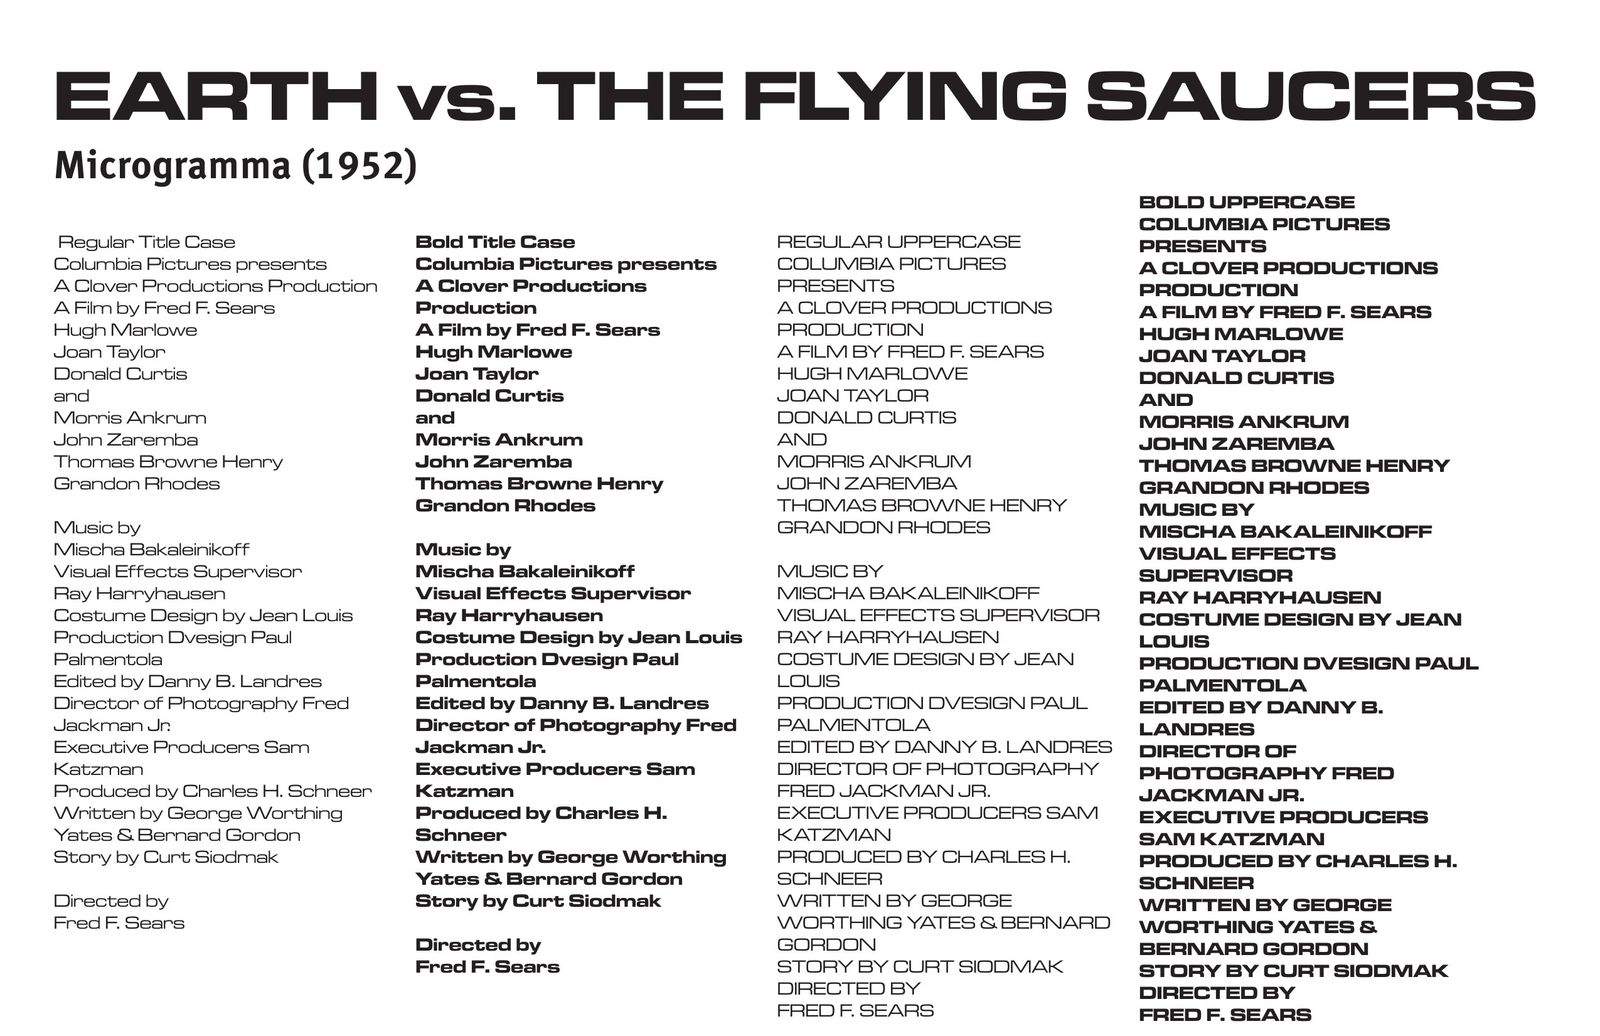 EARTH vs. THE FLYING SAUCERS
Microgramma (1952)
Regular Title Case
Columbia Pictures presents
A Clover Productions Production
A Film by Fred F. Sears
Hugh Marlowe
Joan Taylor
Donald Curtis
and
Morris Ankrum
John Zaremba
Thomas Browne Henry
Grandon Rhodes
Music by
Mischa Bakaleinikoff
Visual Effects Supervisor
Ray Harryhausen
Costume Design by Jean Louis
Production Dvesign Paul
Palmentola
Edited by Danny B. Landres
Director of Photography Fred
Jackman Jr.
Executive Producers Sam
Katzman
Produced by Charles H. Schneer
Written by George Worthing
Yates & Bernard Gordon
Story by Curt Siodmak
Directed by
Fred F. Sears
Bold Title Case
Columbia Pictures presents
A Clover Productions
Production
A Film by Fred F. Sears
Hugh Marlowe
Joan Taylor
Donald Curtis
and
Morris Ankrum
John Zaremba
Thomas Browne Henry
Grandon Rhodes
Music by
Mischa Bakaleinikoff
Visual Effects Supervisor
Ray Harryhausen
Costume Design by Jean Louis
Production Dvesign Paul
Palmentola
Edited by Danny B. Landres
Director of Photography Fred
Jackman Jr.
Executive Producers Sam
Katzman
Produced by Charles H.
Schneer
Written by George Worthing
Yates & Bernard Gordon
Story by Curt Siodmak
Directed by
Fred F. Sears
REGULAR UPPERCASE
COLUMBIA PICTURES
PRESENTS
A CLOVER PRODUCTIONS
PRODUCTION
A FILM BY FRED F. SEARS
HUGH MARLOWE
JOAN TAYLOR
DONALD CURTIS
AND
MORRIS ANKRUM
JOHN ZAREMBA
THOMAS BROWNE HENRY
GRANDON RHODES
MUSIC BY
MISCHA BAKALEINIKOFF
VISUAL EFFECTS SUPERVISOR
RAY HARRYHAUSEN
COSTUME DESIGN BY JEAN
LOUIS
PRODUCTION DVESIGN PAUL
PALMENTOLA
EDITED BY DANNY B. LANDRES
DIRECTOR OF PHOTOGRAPHY
FRED JACKMAN JR.
EXECUTIVE PRODUCERS SAM
KATZMAN
PRODUCED BY CHARLES H.
SCHNEER
WRITTEN BY GEORGE
WORTHING YATES & BERNARD
GORDON
STORY BY CURT SIODMAK
DIRECTED BY
FRED F. SEARS
BOLD UPPERCASE
COLUMBIA PICTURES
PRESENTS
A CLOVER PRODUCTIONS
PRODUCTION
A FILM BY FRED F. SEARS
HUGH MARLOWE
JOAN TAYLOR
DONALD CURTIS
AND
MORRIS ANKRUM
JOHN ZAREMBA
THOMAS BROWNE HENRY
GRANDON RHODES
MUSIC BY
MISCHA BAKALEINIKOFF
VISUAL EFFECTS
SUPERVISOR
RAY HARRYHAUSEN
COSTUME DESIGN BY JEAN
LOUIS
PRODUCTION DVESIGN PAUL
PALMENTOLA
EDITED BY DANNY B.
LANDRES
DIRECTOR OF
PHOTOGRAPHY FRED
JACKMAN JR.
EXECUTIVE PRODUCERS
SAM KATZMAN
PRODUCED BY CHARLES H.
SCHNEER
WRITTEN BY GEORGE
WORTHING YATES &
BERNARD GORDON
STORY BY CURT SIODMAK
DIRECTED BY
FRED F. SEARS